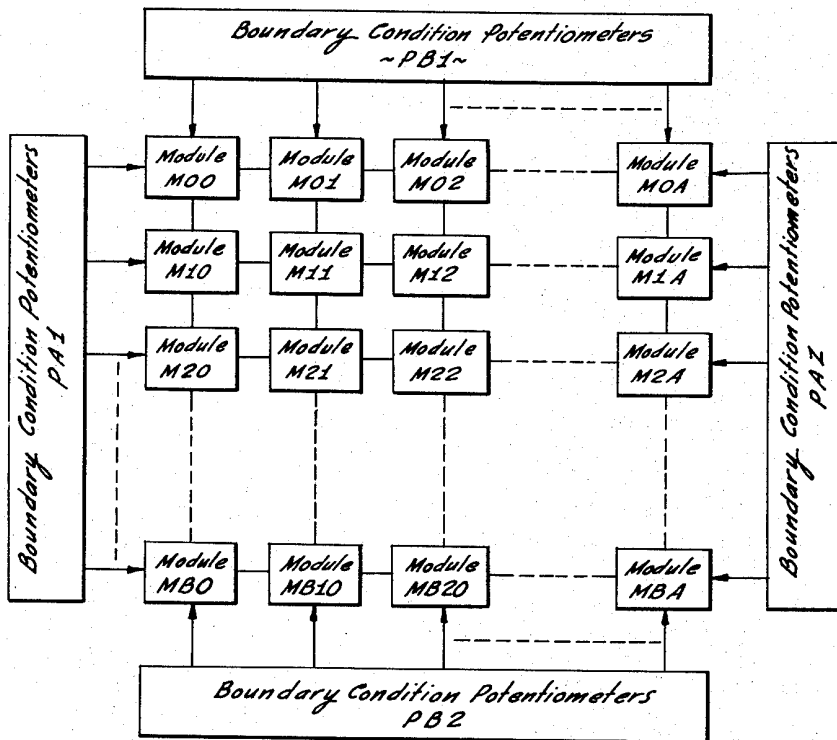 Boundary Condition Potentiometers
~PB1~
Boundary Condition Potentiometers
PA1
Module
M00
Module
M01
Module
M02
Module
M0A
Module
M10
Module
M11
Module
M12
Module
M1A
Module
M20
Module
M21
Module
M22
Module
M2A
Module
MB0
Module
MB10
Module
MB20
Module
MBA
Boundary Condition Potentiometers
PAZ
Boundary Condition Potentiometers
PB2